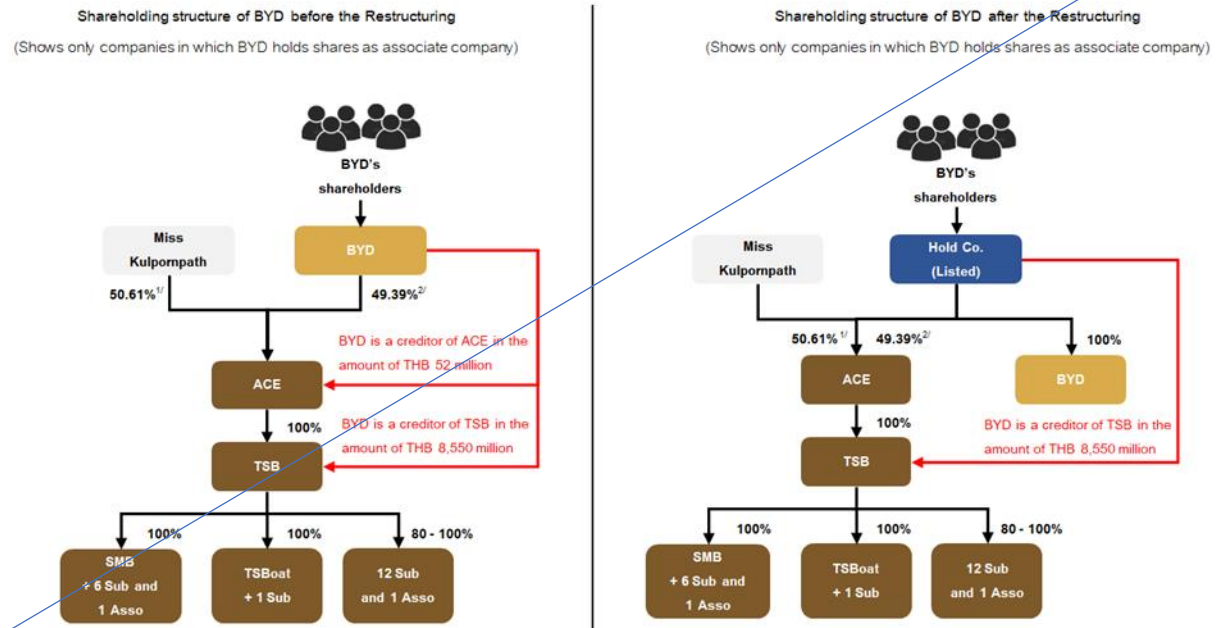 Shareholding structure of BYD before the Restructuring
(Shows only companies in which BYD holds shares as associate company)
BYD's
shareholders
Miss
Kulpornpath
BYD
50.61%1/
49.39%2/
BYD is a creditor of ACE in the
amount of THB 52 million
ACE
100%
BYD is a creditor of TSB in the
amount of THB 8,550 million
TSB
100%
100%
80 - 100%
SMB
+ 6 Sub and
1 Asso
TSBoat
+ 1 Sub
12 Sub
and 1 Asso
Shareholding structure of BYD after the Restructuring
(Shows only companies in which BYD holds shares as associate company)
BYD's
shareholders
Miss
Kulpornpath
Hold Co.
(Listed)
50.61% 1/
49.39%2/
100%
ACE
BYD
100%
BYD is a creditor of TSB in the
amount of THB 8,550 million
TSB
100%
100%
80 - 100%
SMB
+ 6 Sub and
1 Asso
TSBoat
+ 1 Sub
12 Sub
and 1 Asso